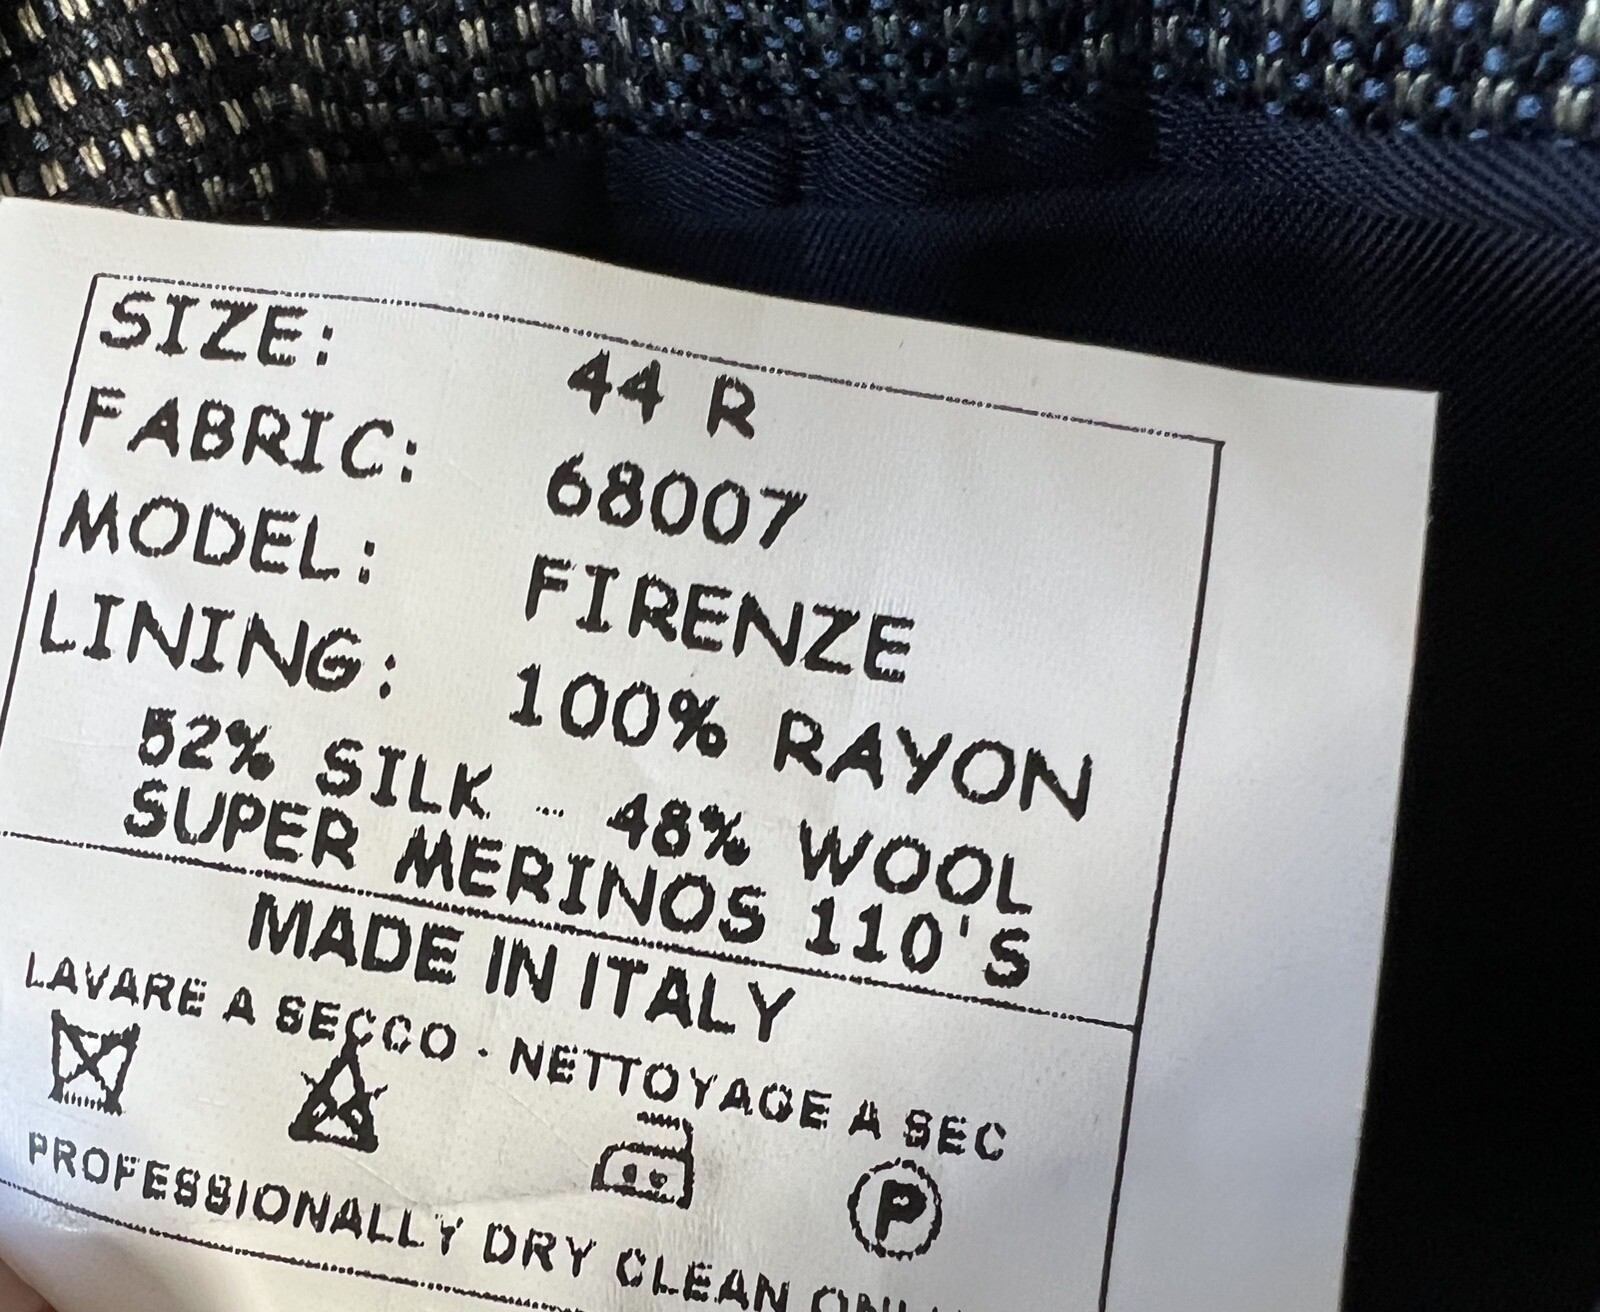 SIZE: 44 R
FABRIC: 68007
MODEL: FIRENZE
LINING: 100% RAYON
52% SILK - 48% WOOL
SUPER MERINOS 110'S
MADE IN ITALY
LAVARE A SECCO · NETTOYAGE A SEC
P
PROFESSIONALLY DRY CLEAN ONLY